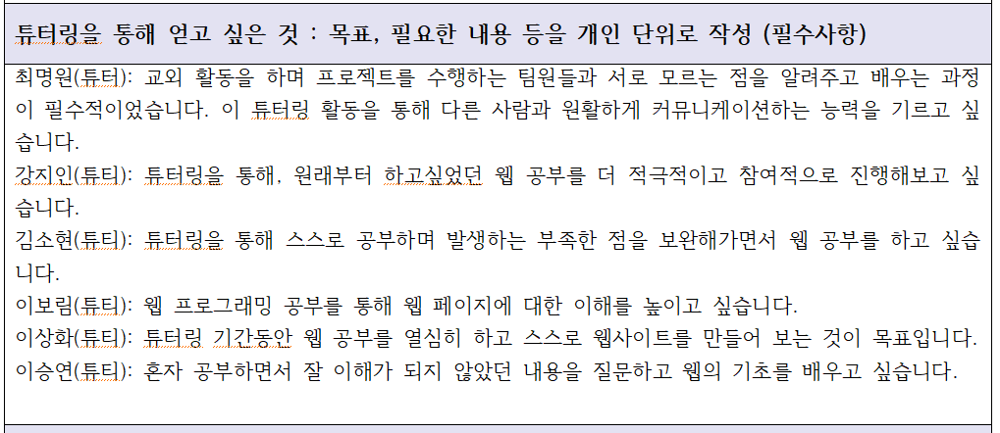 튜터링을 통해 얻고 싶은 것 : 목표, 필요한 내용 등을 개인 단위로 작성 (필수사항)
최명원(튜터): 교외 활동을 하며 프로젝트를 수행하는 팀원들과 서로 모르는 점을 알려주고 배우는 과정
이 필수적이었습니다. 이 튜터링 활동을 통해 다른 사람과 원활하게 커뮤니케이션하는 능력을 기르고 싶
습니다.
강지인(튜티): 튜터링을 통해, 원래부터 하고싶었던 웹 공부를 더 적극적이고 참여적으로 진행해보고 싶
습니다.
김소현(튜티): 튜터링을 통해 스스로 공부하며 발생하는 부족한 점을 보완해가면서 웹 공부를 하고 싶습
니다.
이보림(튜티): 웹 프로그래밍 공부를 통해 웹 페이지에 대한 이해를 높이고 싶습니다.
이상화(튜티): 튜터링 기간동안 웹 공부를 열심히 하고 스스로 웹사이트를 만들어 보는 것이 목표입니다.
이승연(튜티): 혼자 공부하면서 잘 이해가 되지 않았던 내용을 질문하고 웹의 기초를 배우고 싶습니다.